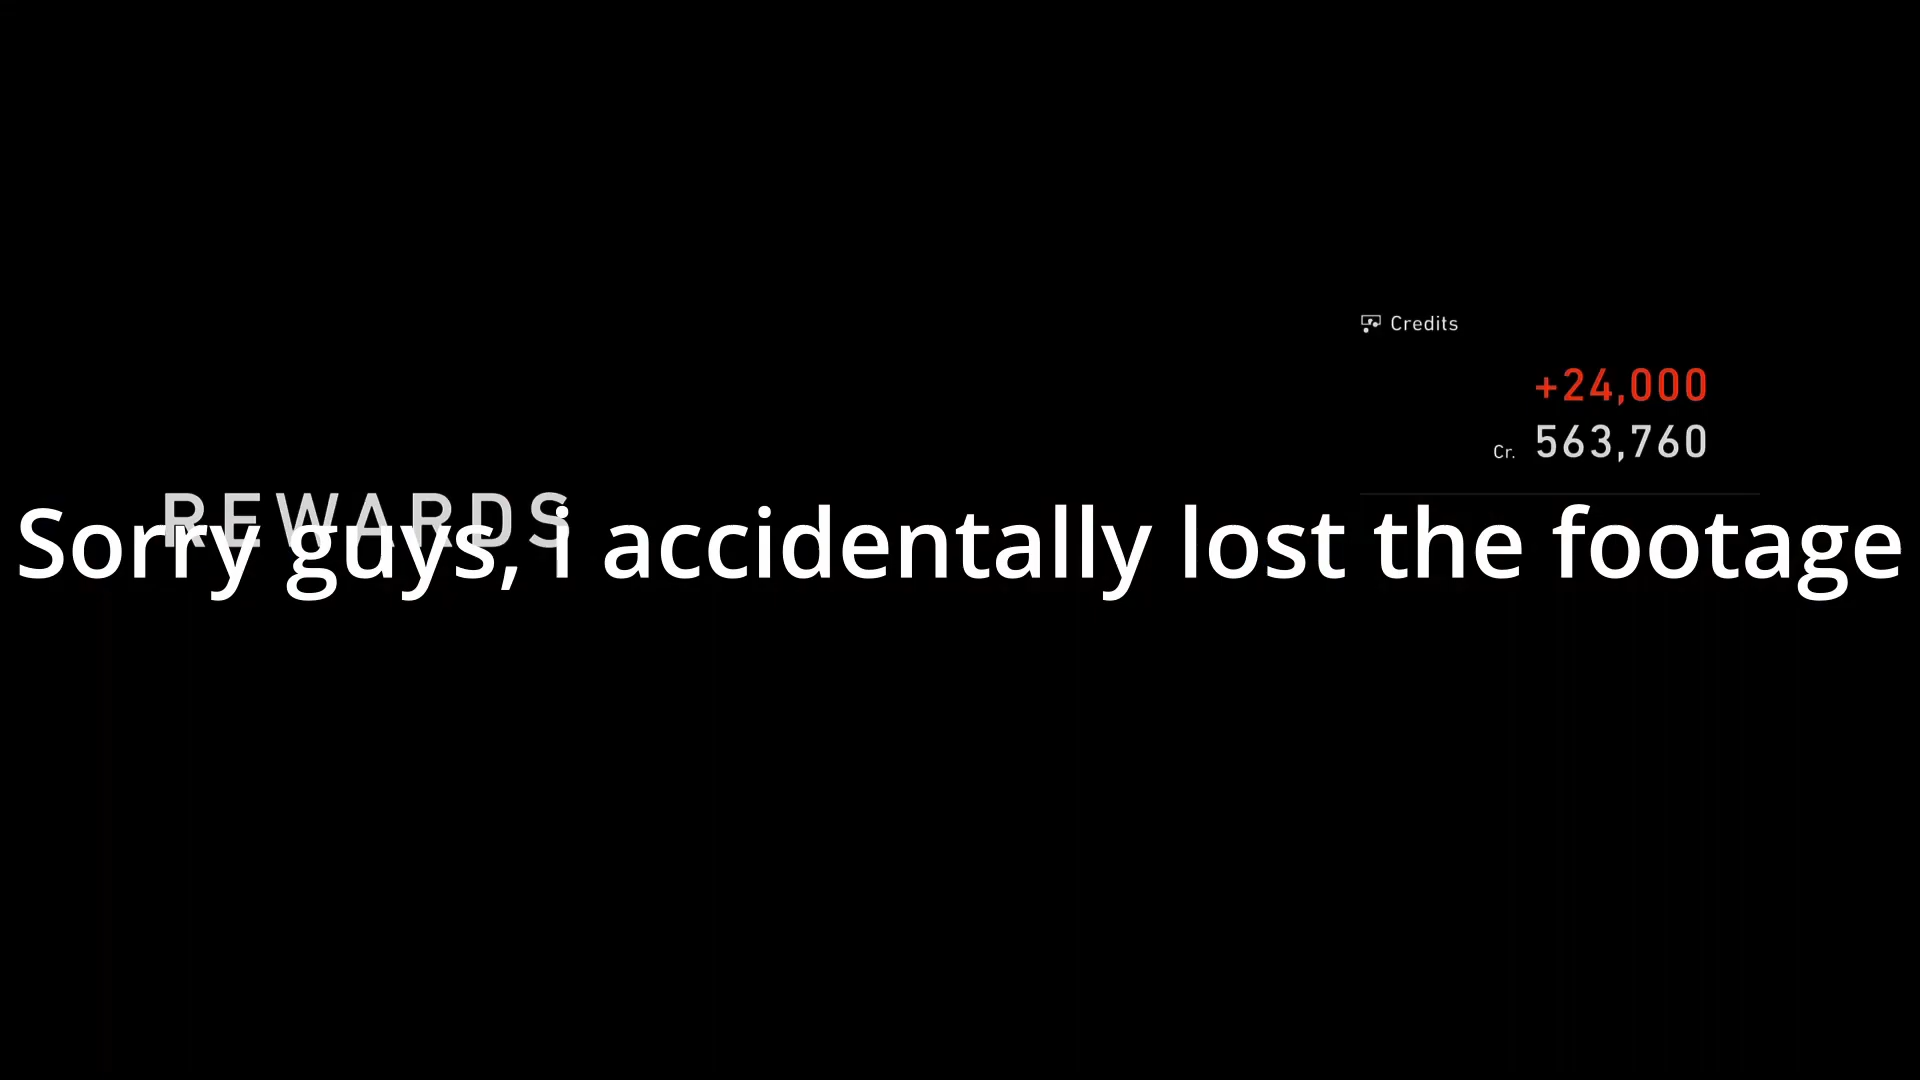 Credits
+24,000
Cr. 563,760
REWARDS
Sorry guys, i accidentally lost the footage